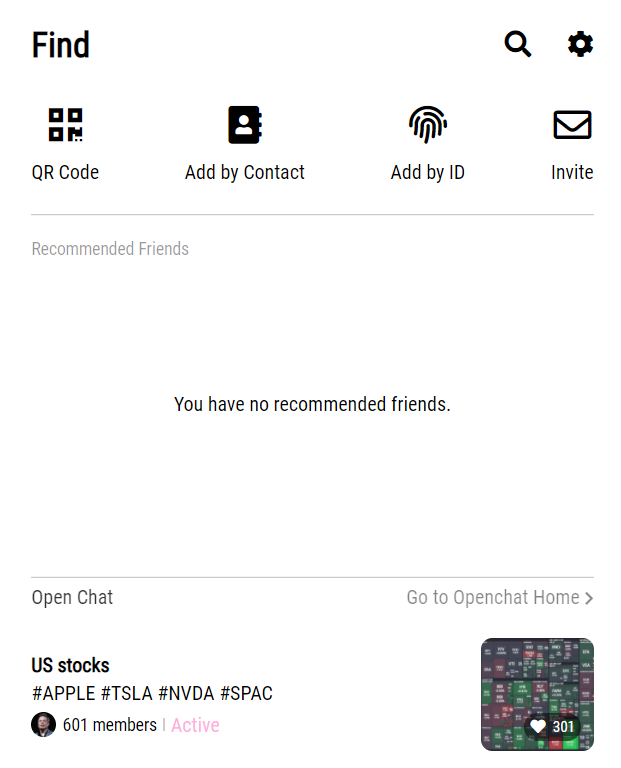 Find
QR Code
Add by Contact
Add by ID
Invite
Recommended Friends
You have no recommended friends.
Open Chat
Go to Openchat Home
US stocks
#APPLE #TSLA #NVDA #SPAC
601 members | Active
301